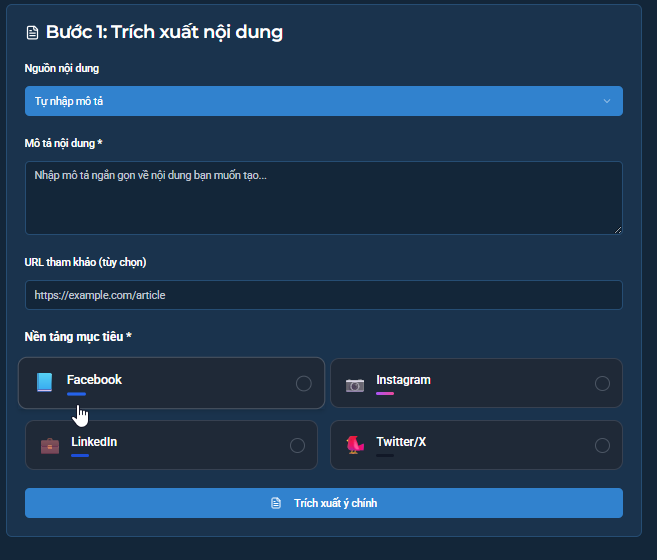 Bước 1: Trích xuất nội dung
Nguồn nội dung
Tự nhập mô tả
Mô tả nội dung *
Nhập mô tả ngắn gọn về nội dung bạn muốn tạo...
URL tham khảo (tùy chọn)
https://example.com/article
Nền tảng mục tiêu *
Facebook
Instagram
LinkedIn
Twitter/X
Trích xuất ý chính